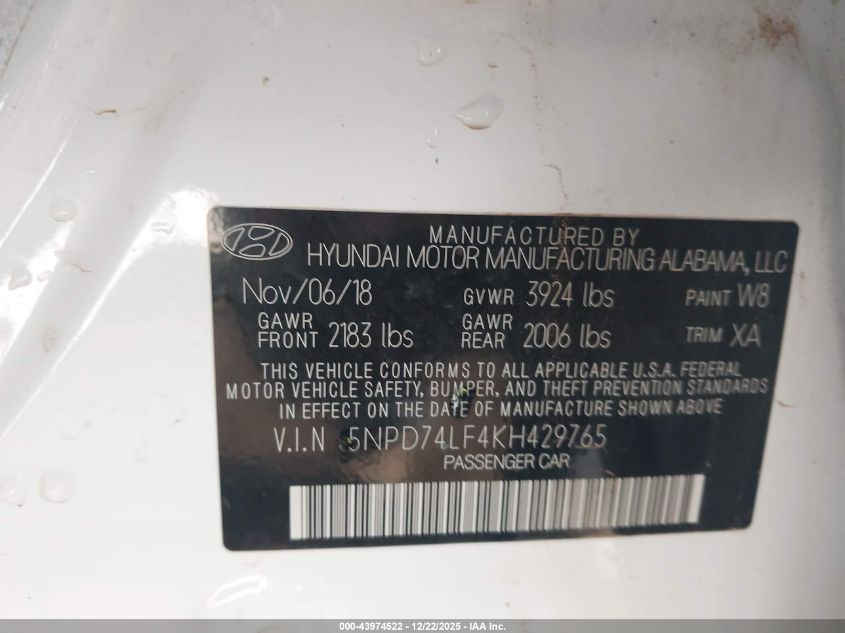 MANUFACTURED BY
HYUNDAI MOTOR MANUFACTURING ALABAMA, LLC
Nov/06/18 GVWR 3924 lbs PAINT W8
GAWR FRONT 2183 lbs GAWR REAR 2006 lbs TRIM XA
THIS VEHICLE CONFORMS TO ALL APPLICABLE U.S.A. FEDERAL
MOTOR VEHICLE SAFETY, BUMPER, AND THEFT PREVENTION STANDARDS
IN EFFECT ON THE DATE OF MANUFACTURE SHOWN ABOVE
V.I.N 5NPD74LF4KH429765
PASSENGER CAR
000-43974522 - 12/22/2025 - IAA Inc.